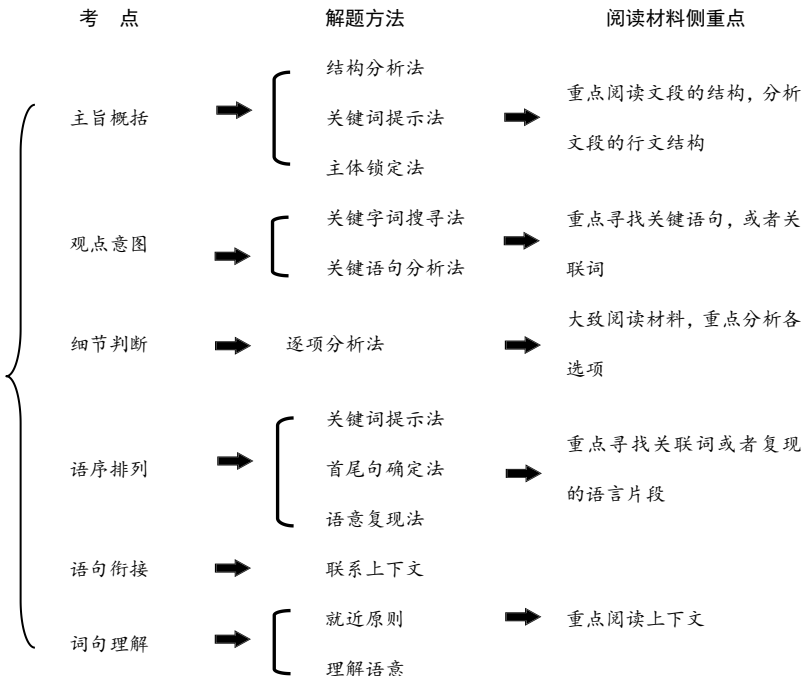 考 点 解题方法 阅读材料侧重点
主旨概括
结构分析法
关键词提示法
主体锁定法
重点阅读文段的结构，分析
文段的行文结构
观点意图
关键字词搜寻法
关键语句分析法
重点寻找关键语句，或者关
联词
细节判断
逐项分析法
大致阅读材料，重点分析各
选项
语序排列
关键词提示法
首尾句确定法
语意复现法
重点寻找关联词或者复现
的语言片段
语句衔接
联系上下文
词句理解
就近原则
理解语意
重点阅读上下文